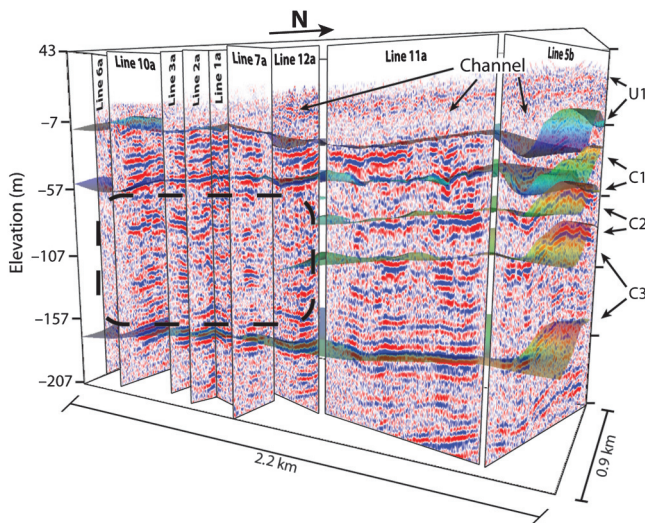 N
43
−7
−57
−107
−157
−207
Elevation (m)
Line 6a
Line 10a
Line 3a
Line 2a
Line 1a
Line 7a
Line 12a
Line 11a
Line 5b
Channel
U1
C1
C2
C3
2.2 km
0.9 km